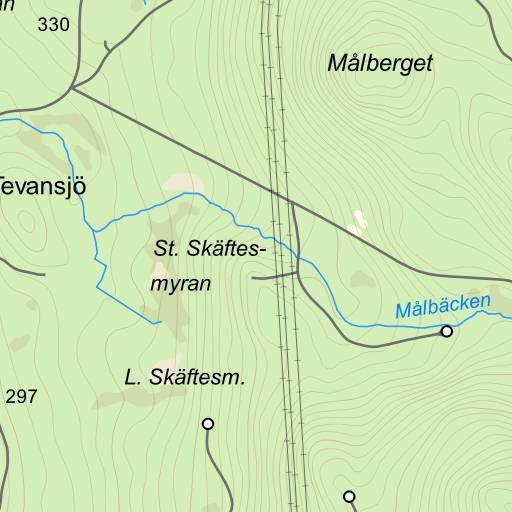 330
Målberget
Tevansjö
St. Skäftes-
myran
Målbäcken
L. Skäftesm.
297